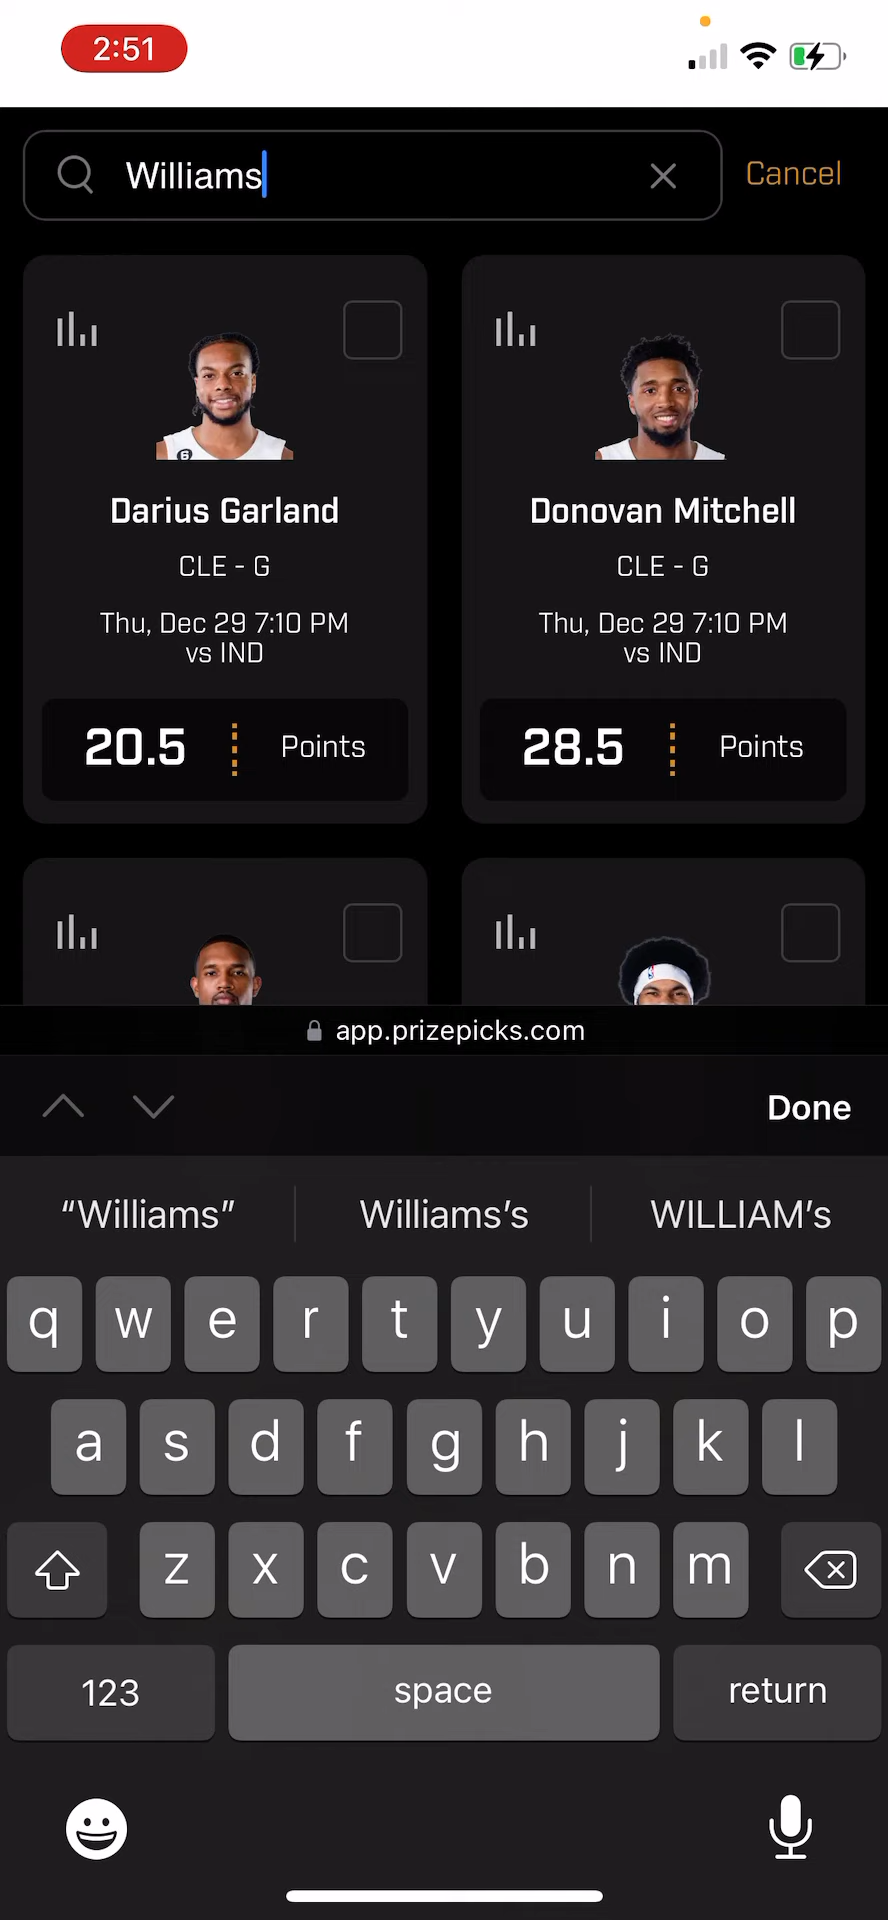 2:51
Williams
Cancel
Darius Garland
CLE - G
Thu, Dec 29 7:10 PM
vs IND
20.5
Points
Donovan Mitchell
CLE - G
Thu, Dec 29 7:10 PM
vs IND
28.5
Points
app.prizepicks.com
Done
“Williams”
Williams’s
WILLIAM’s
q w e r t y u i o p
a s d f g h j k l
z x c v b n m
123
space
return